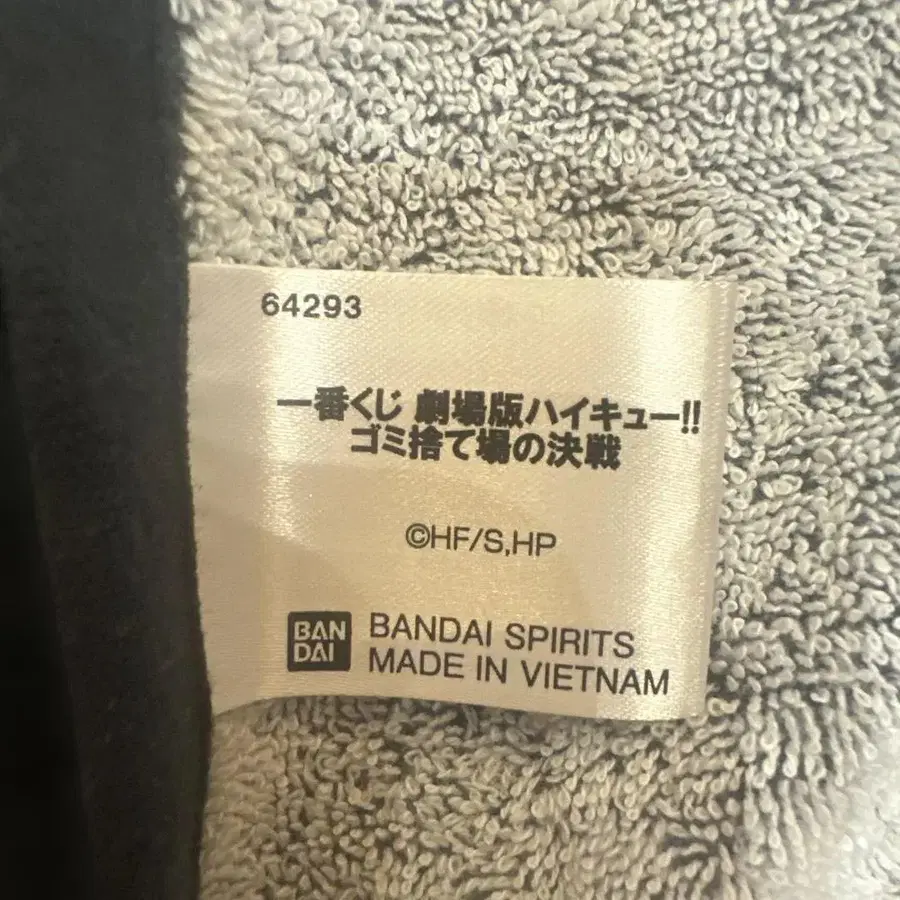 64293
一番くじ 劇場版ハイキュー!!
ゴミ捨て場の決戦
©HF/S,HP
BAN
DAI
BANDAI SPIRITS
MADE IN VIETNAM